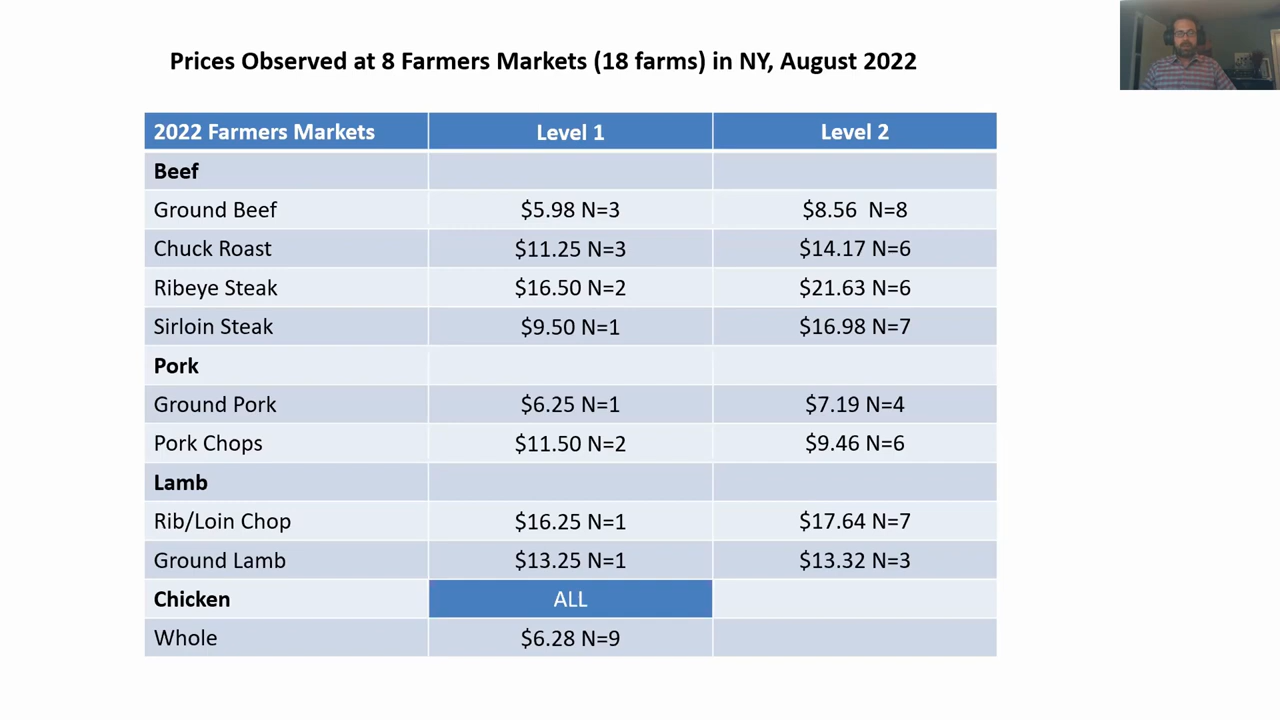 Prices Observed at 8 Farmers Markets (18 farms) in NY, August 2022
2022 Farmers Markets Level 1 Level 2
Beef
Ground Beef $5.98 N=3 $8.56 N=8
Chuck Roast $11.25 N=3 $14.17 N=6
Ribeye Steak $16.50 N=2 $21.63 N=6
Sirloin Steak $9.50 N=1 $16.98 N=7
Pork
Ground Pork $6.25 N=1 $7.19 N=4
Pork Chops $11.50 N=2 $9.46 N=6
Lamb
Rib/Loin Chop $16.25 N=1 $17.64 N=7
Ground Lamb $13.25 N=1 $13.32 N=3
Chicken ALL
Whole $6.28 N=9